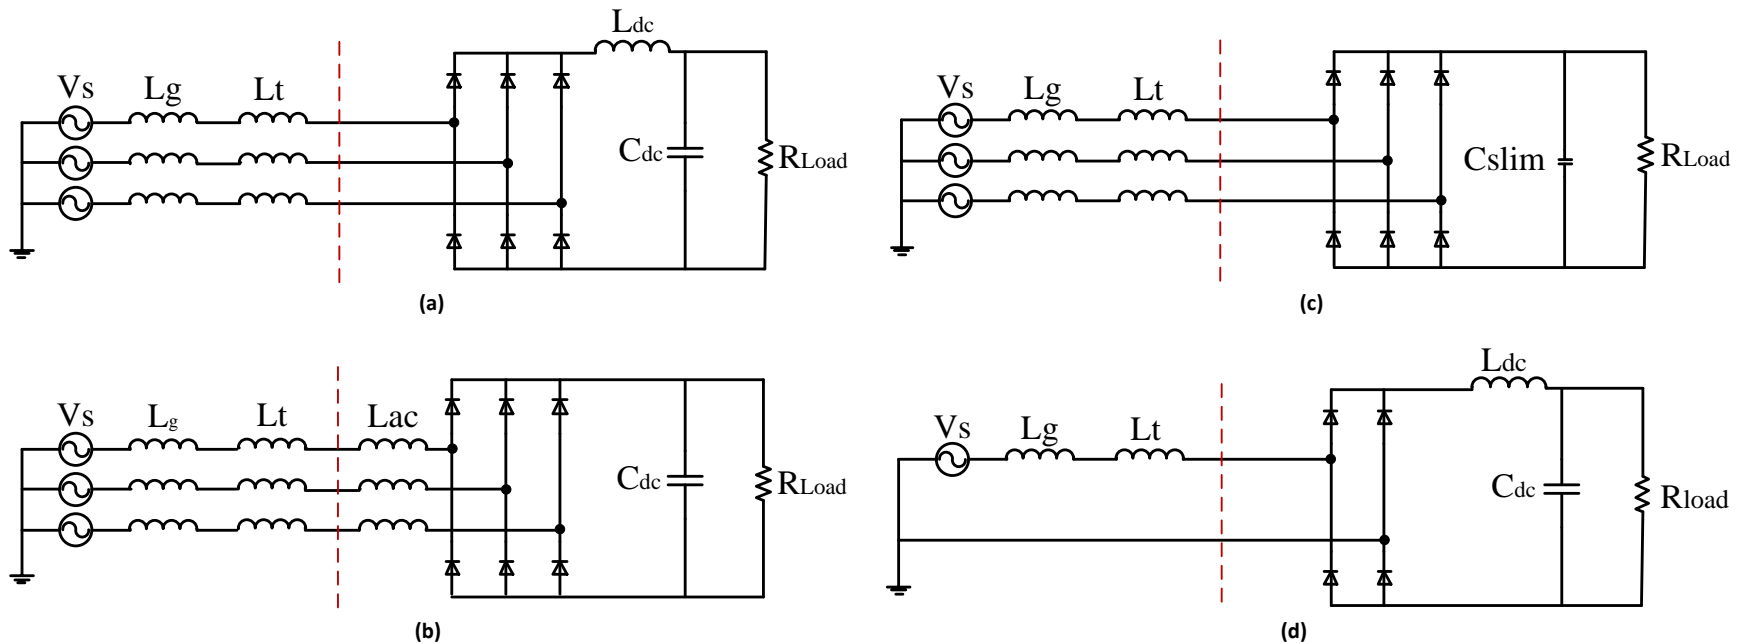 Ldc
Vs Lg Lt
Cdc
RLoad
(a)
Vs Lg Lt
Cslim
RLoad
(c)
Vs Lg Lt Lac
Cdc
RLoad
(b)
Ldc
Vs Lg Lt
Cdc
Rload
(d)